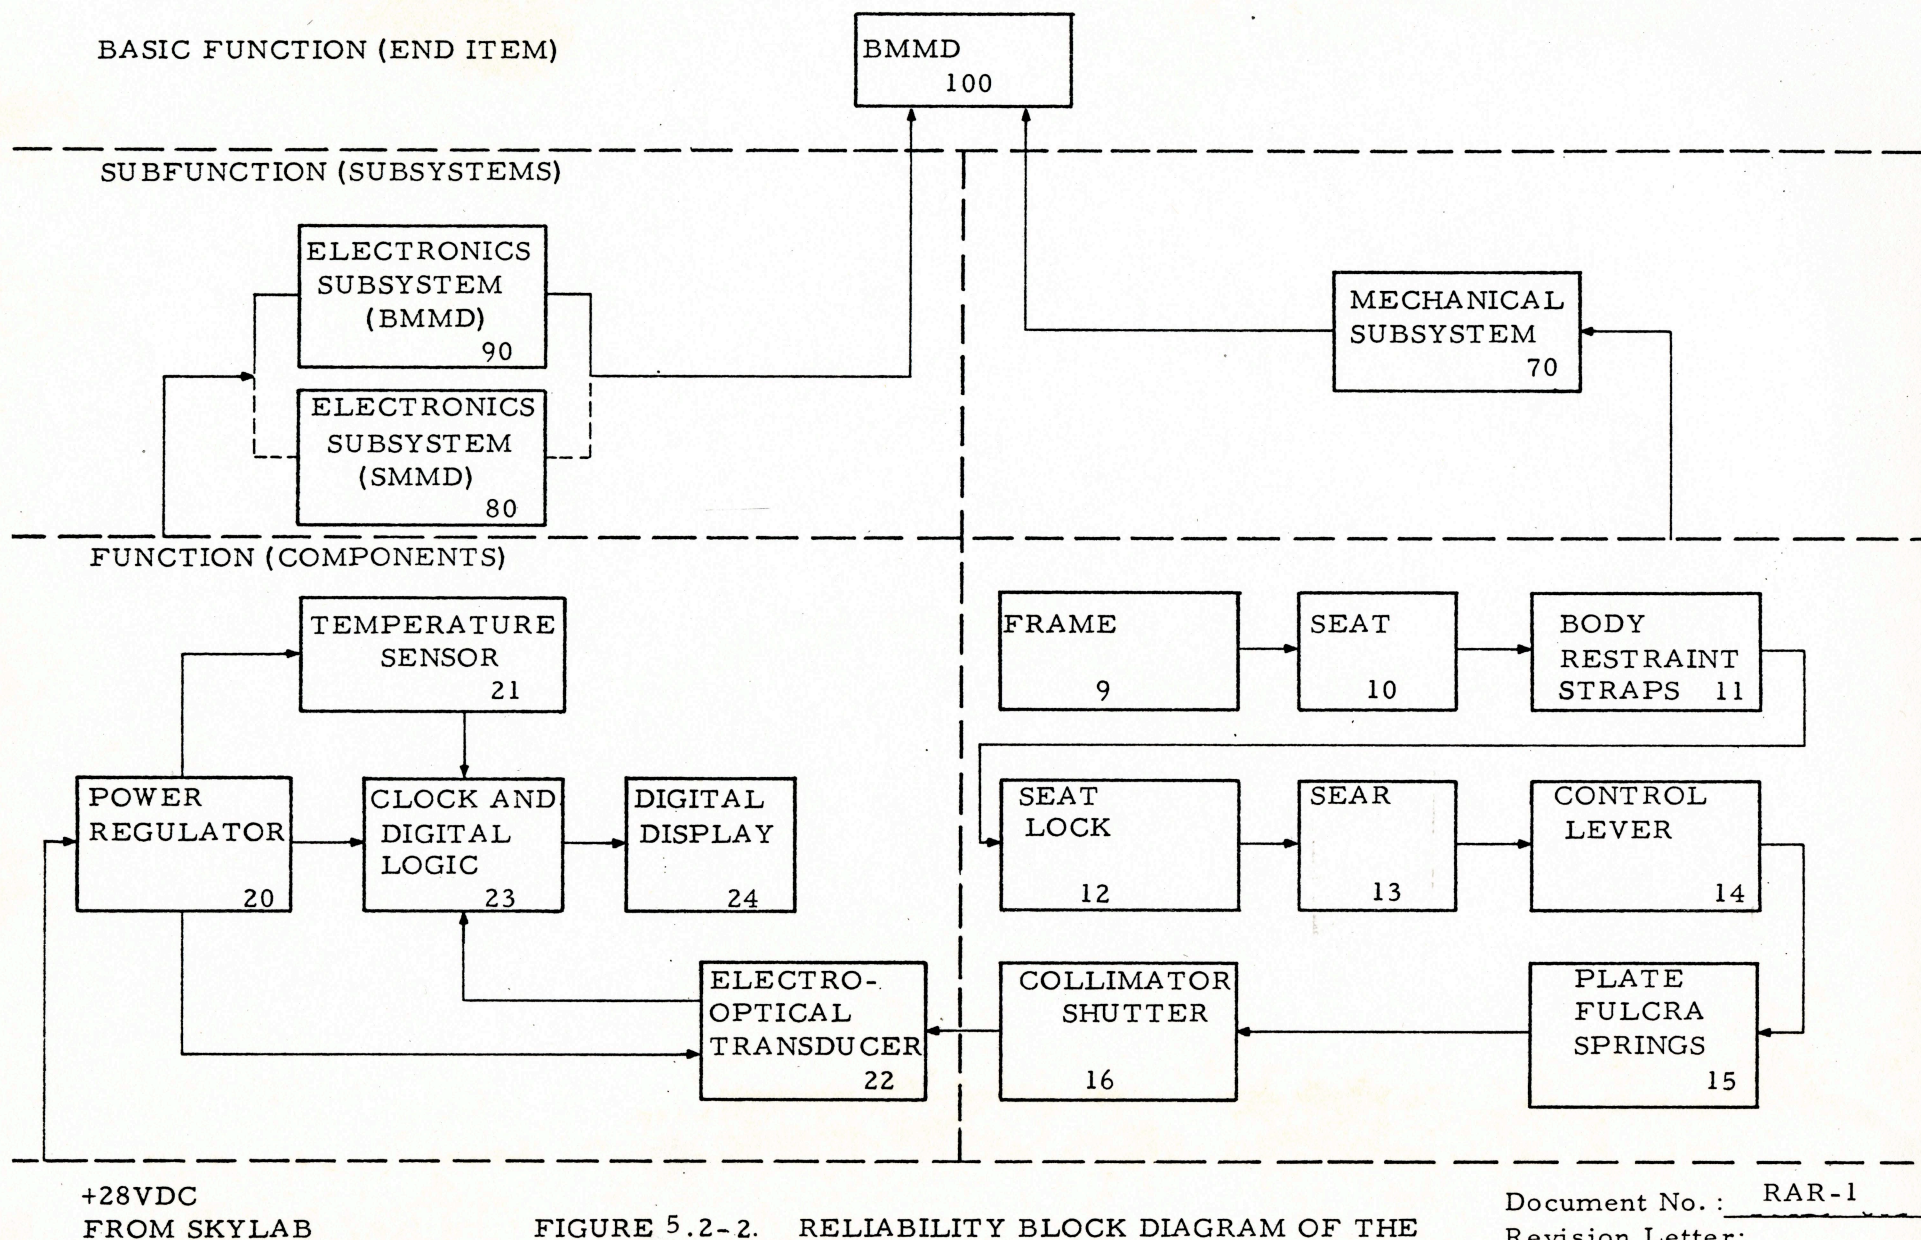 BASIC FUNCTION (END ITEM)
BMMD
100
SUBFUNCTION (SUBSYSTEMS)
ELECTRONICS
SUBSYSTEM
(BMMD)
90
ELECTRONICS
SUBSYSTEM
(SMMD)
80
MECHANICAL
SUBSYSTEM
70
FUNCTION (COMPONENTS)
TEMPERATURE
SENSOR
21
POWER
REGULATOR
20
CLOCK AND
DIGITAL
LOGIC
23
DIGITAL
DISPLAY
24
ELECTRO-
OPTICAL
TRANSDUCER
22
FRAME
9
SEAT
10
BODY
RESTRAINT
STRAPS 11
SEAT
LOCK
12
SEAR
13
CONTROL
LEVER
14
COLLIMATOR
SHUTTER
16
PLATE
FULCRA
SPRINGS
15
+28VDC
FROM SKYLAB
FIGURE 5.2-2. RELIABILITY BLOCK DIAGRAM OF THE
Document No.: RAR-1
Revision Letter: